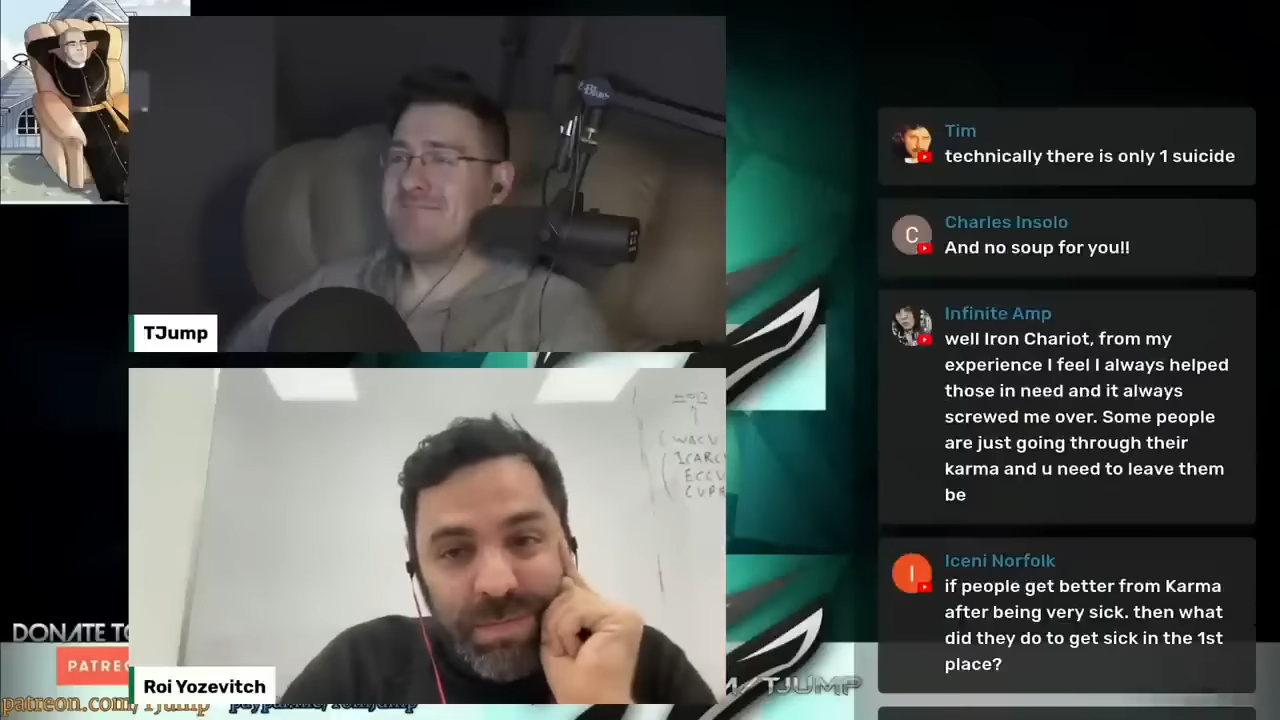 Blue
TJump
Tim
technically there is only 1 suicide
C
Charles Insolo
And no soup for you!!
Infinite Amp
well Iron Chariot, from my
experience I feel I always helped
those in need and it always
screwed me over. Some people
are just going through their
karma and u need to leave them
be
I
Iceni Norfolk
if people get better from Karma
after being very sick. then what
did they do to get sick in the 1st
place?
DONATE TO
PATRE
Roi Yozevitch
TJUMP
patreon.com/TJump